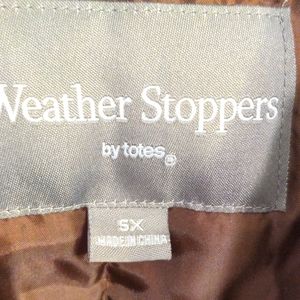 Weather Stoppers
by totes®
5X
MADE IN CHINA